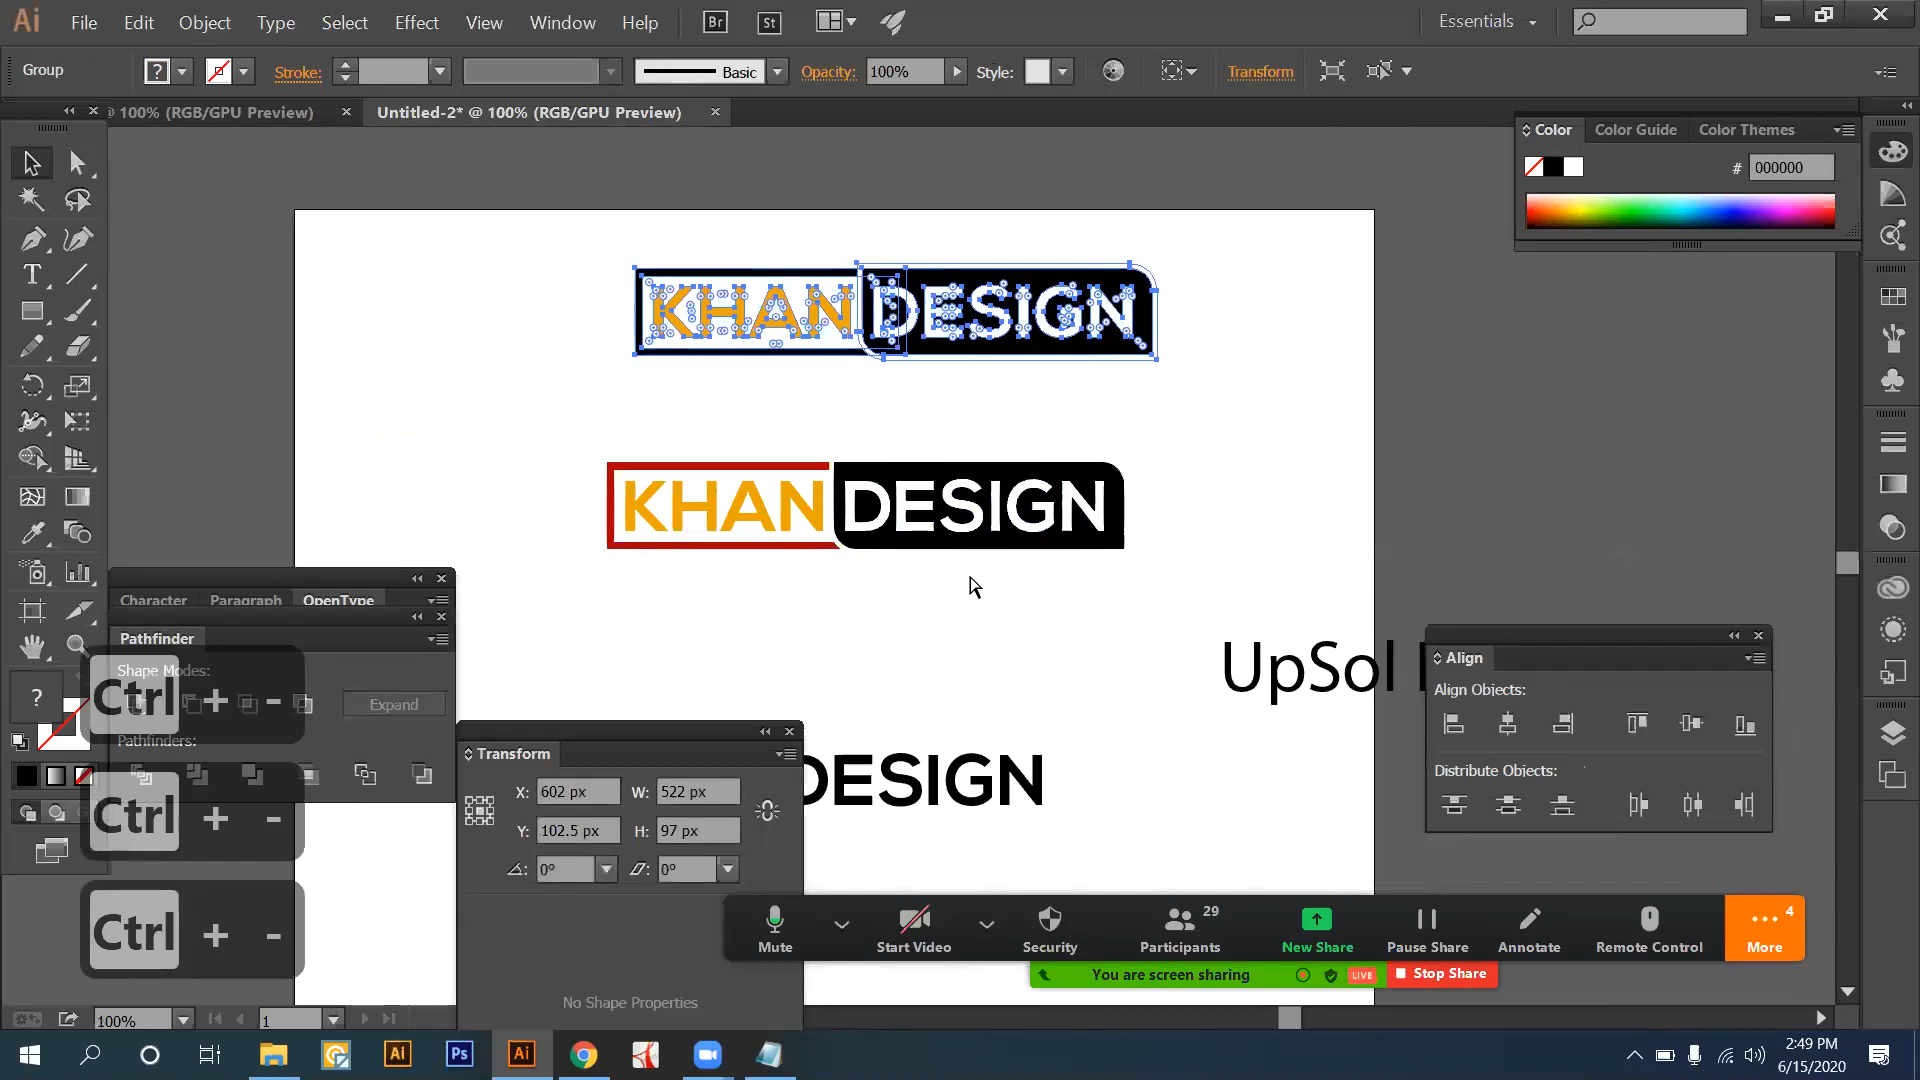 Ai File Edit Object Type Select Effect View Window Help Br St Essentials
Group ? Stroke: Basic Opacity: 100% Style: Transform
@ 100% (RGB/GPU Preview) × Untitled-2* @ 100% (RGB/GPU Preview) ×
Color Color Guide Color Themes
# 000000
KHAN DESIGN
KHAN DESIGN
Character Paragraph OpenType
Pathfinder
Shape Modes:
Expand
Pathfinders:
?
Ctrl + -
Ctrl + -
Ctrl + -
UpSol
Align
Align Objects:
Distribute Objects:
DESIGN
Transform
X: 602 px W: 522 px
Y: 102.5 px H: 97 px
0° 0°
No Shape Properties
Mute Start Video Security Participants 29 New Share Pause Share Annotate Remote Control More 4
You are screen sharing LIVE Stop Share
100% 1
Ai Ps Ai
2:49 PM
6/15/2020